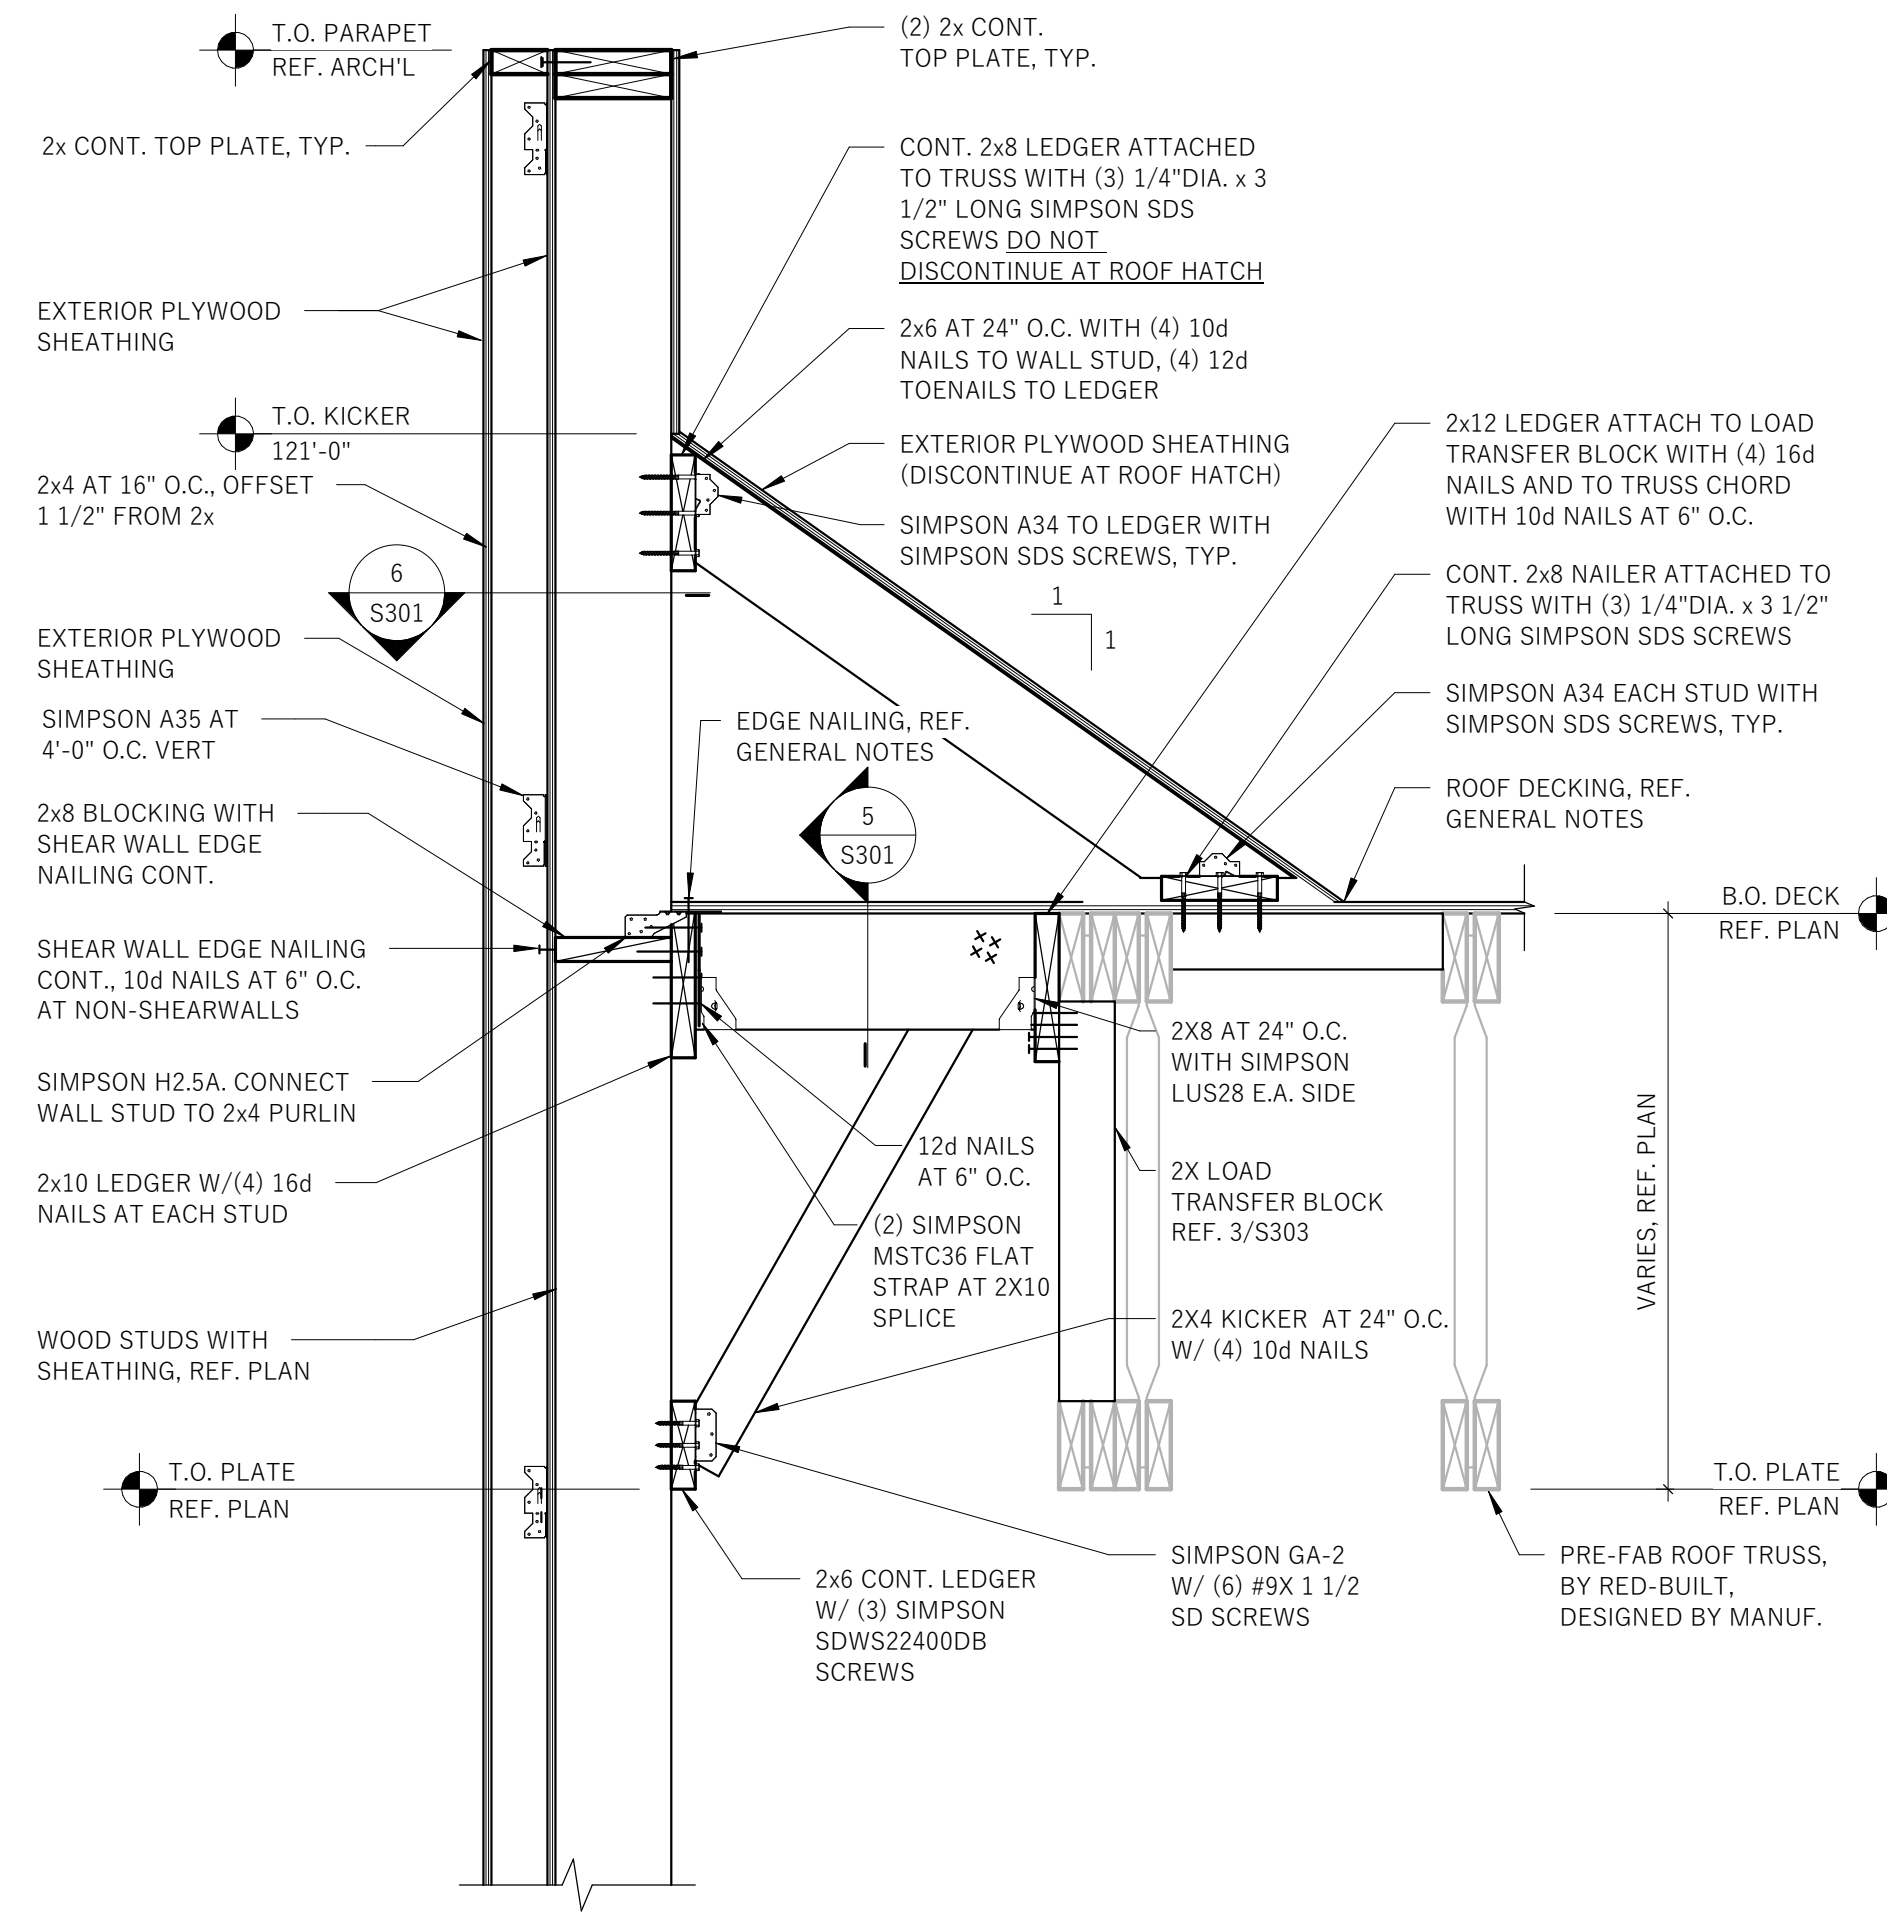 T.O. PARAPET
REF. ARCH'L
(2) 2x CONT.
TOP PLATE, TYP.
2x CONT. TOP PLATE, TYP.
CONT. 2x8 LEDGER ATTACHED
TO TRUSS WITH (3) 1/4"DIA. x 3
1/2" LONG SIMPSON SDS
SCREWS DO NOT
DISCONTINUE AT ROOF HATCH
EXTERIOR PLYWOOD
SHEATHING
2x6 AT 24" O.C. WITH (4) 10d
NAILS TO WALL STUD, (4) 12d
TOENAILS TO LEDGER
T.O. KICKER
121'-0"
EXTERIOR PLYWOOD SHEATHING
(DISCONTINUE AT ROOF HATCH)
2x12 LEDGER ATTACH TO LOAD
TRANSFER BLOCK WITH (4) 16d
NAILS AND TO TRUSS CHORD
WITH 10d NAILS AT 6" O.C.
2x4 AT 16" O.C., OFFSET
1 1/2" FROM 2x
SIMPSON A34 TO LEDGER WITH
SIMPSON SDS SCREWS, TYP.
6
S301
1
1
CONT. 2x8 NAILER ATTACHED TO
TRUSS WITH (3) 1/4"DIA. x 3 1/2"
LONG SIMPSON SDS SCREWS
EXTERIOR PLYWOOD
SHEATHING
SIMPSON A34 EACH STUD WITH
SIMPSON SDS SCREWS, TYP.
SIMPSON A35 AT
4'-0" O.C. VERT
EDGE NAILING, REF.
GENERAL NOTES
ROOF DECKING, REF.
GENERAL NOTES
2x8 BLOCKING WITH
SHEAR WALL EDGE
NAILING CONT.
5
S301
B.O. DECK
REF. PLAN
SHEAR WALL EDGE NAILING
CONT., 10d NAILS AT 6" O.C.
AT NON-SHEARWALLS
2X8 AT 24" O.C.
WITH SIMPSON
LUS28 E.A. SIDE
SIMPSON H2.5A. CONNECT
WALL STUD TO 2x4 PURLIN
12d NAILS
AT 6" O.C.
2X LOAD
TRANSFER BLOCK
REF. 3/S303
VARIES, REF. PLAN
2x10 LEDGER W/(4) 16d
NAILS AT EACH STUD
(2) SIMPSON
MSTC36 FLAT
STRAP AT 2X10
SPLICE
2X4 KICKER AT 24" O.C.
W/ (4) 10d NAILS
WOOD STUDS WITH
SHEATHING, REF. PLAN
T.O. PLATE
REF. PLAN
T.O. PLATE
REF. PLAN
2x6 CONT. LEDGER
W/ (3) SIMPSON
SDWS22400DB
SCREWS
SIMPSON GA-2
W/ (6) #9X 1 1/2
SD SCREWS
PRE-FAB ROOF TRUSS,
BY RED-BUILT,
DESIGNED BY MANUF.